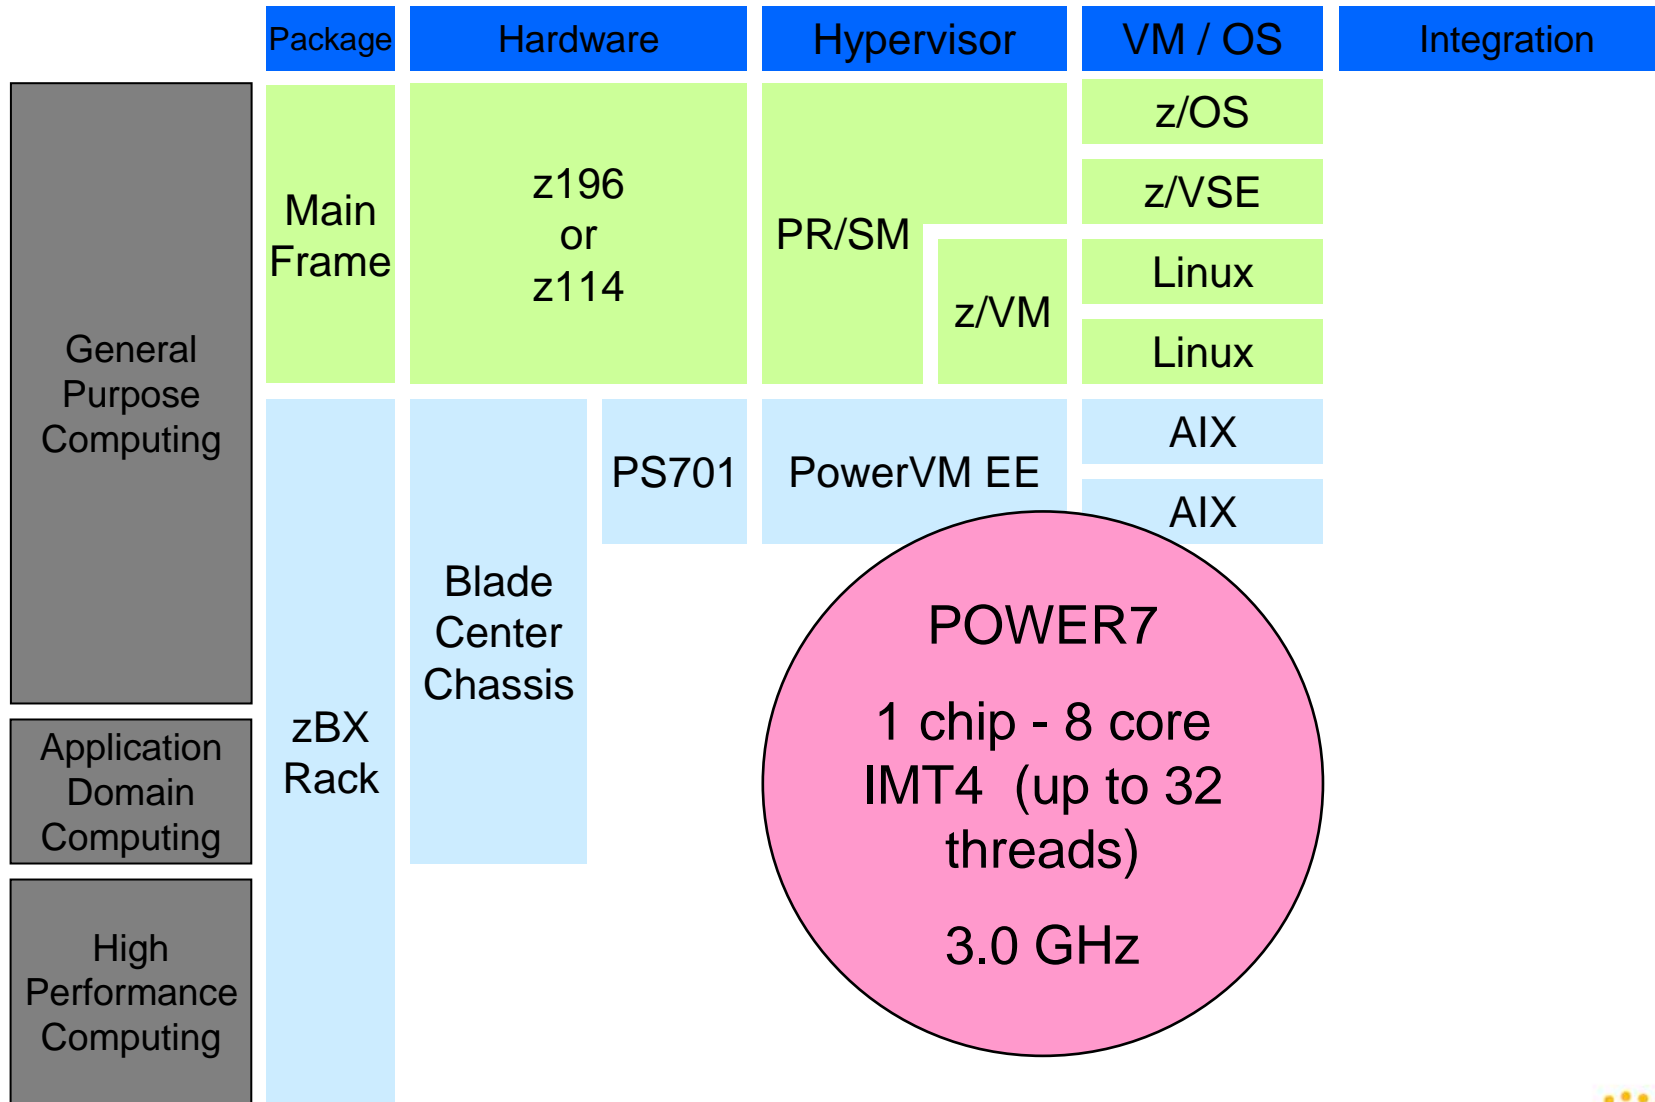 Package
Hardware
Hypervisor
VM / OS
Integration
General
Purpose
Computing
Main
Frame
z196
or
z114
PR/SM
z/VM
z/OS
z/VSE
Linux
Linux
zBX
Rack
Blade
Center
Chassis
PS701
PowerVM EE
AIX
AIX
Application
Domain
Computing
High
Performance
Computing
POWER7
1 chip - 8 core
IMT4 (up to 32
threads)
3.0 GHz